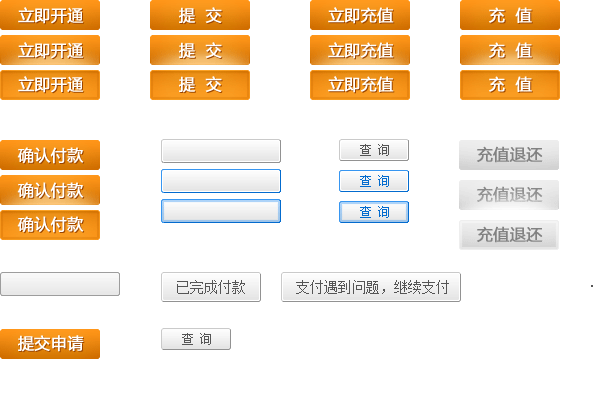 立即开通 提 交 立即充值 充 值
立即开通 提 交 立即充值 充 值
立即开通 提 交 立即充值 充 值
确认付款 查 询 充值退还
确认付款 查 询 充值退还
确认付款 查 询 充值退还
已完成付款 支付遇到问题，继续支付
提交申请 查 询